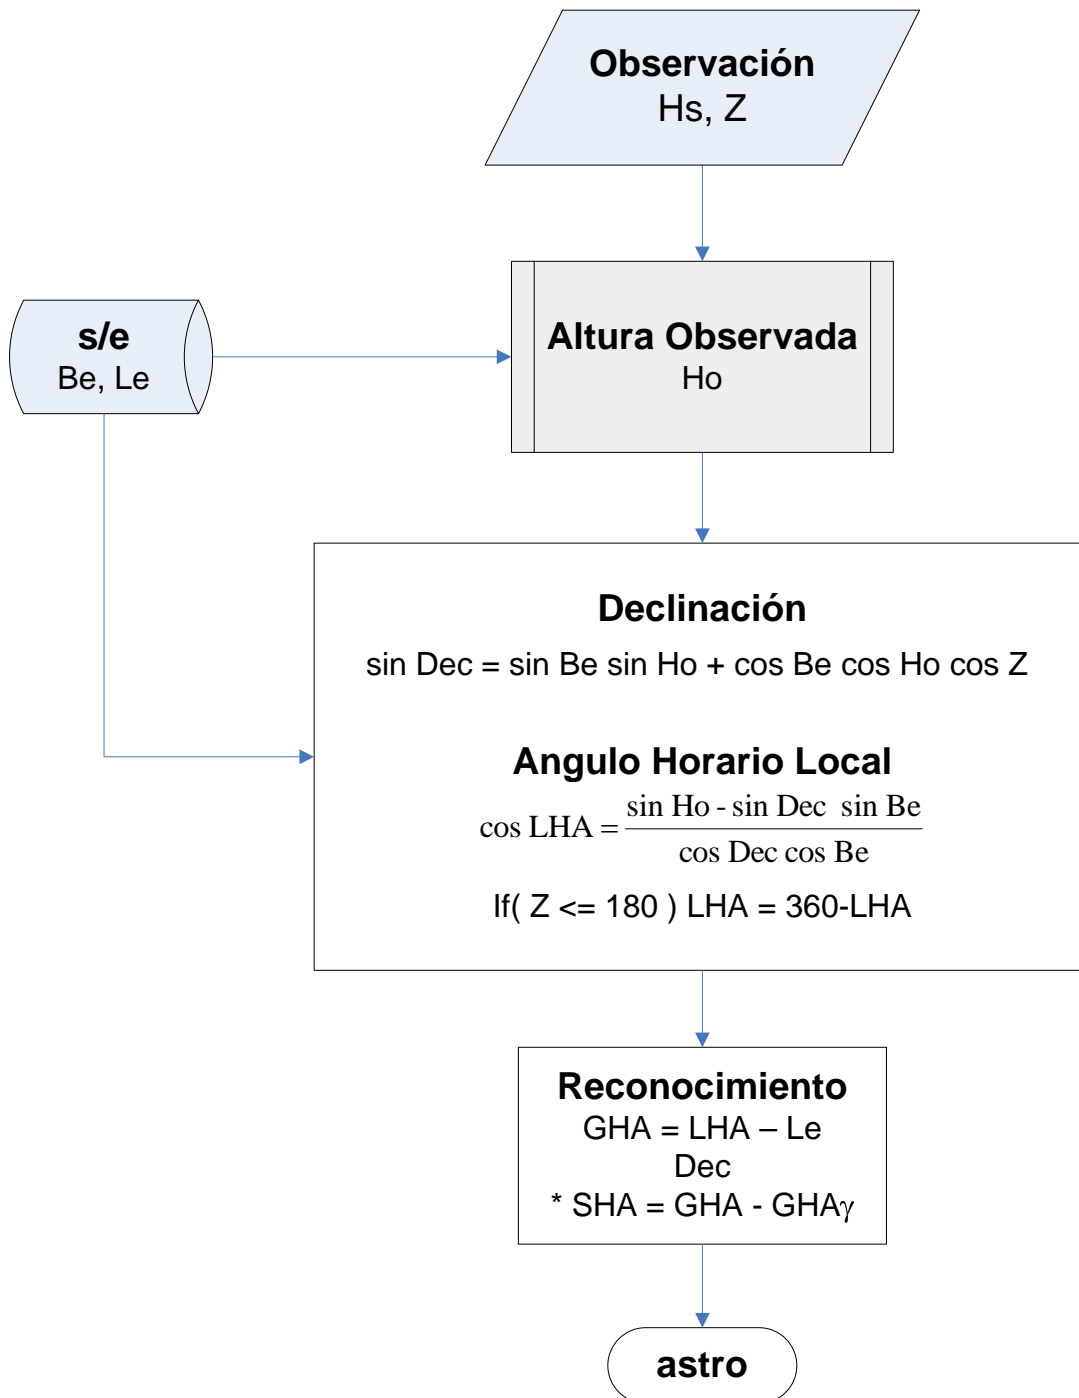 Observación
Hs, Z
s/e
Be, Le
Altura Observada
Ho
Declinación
sin Dec = sin Be sin Ho + cos Be cos Ho cos Z
Angulo Horario Local
cos LHA = sin Ho - sin Dec sin Be / cos Dec cos Be
If( Z <= 180 ) LHA = 360-LHA
Reconocimiento
GHA = LHA – Le
Dec
* SHA = GHA - GHAγ
astro